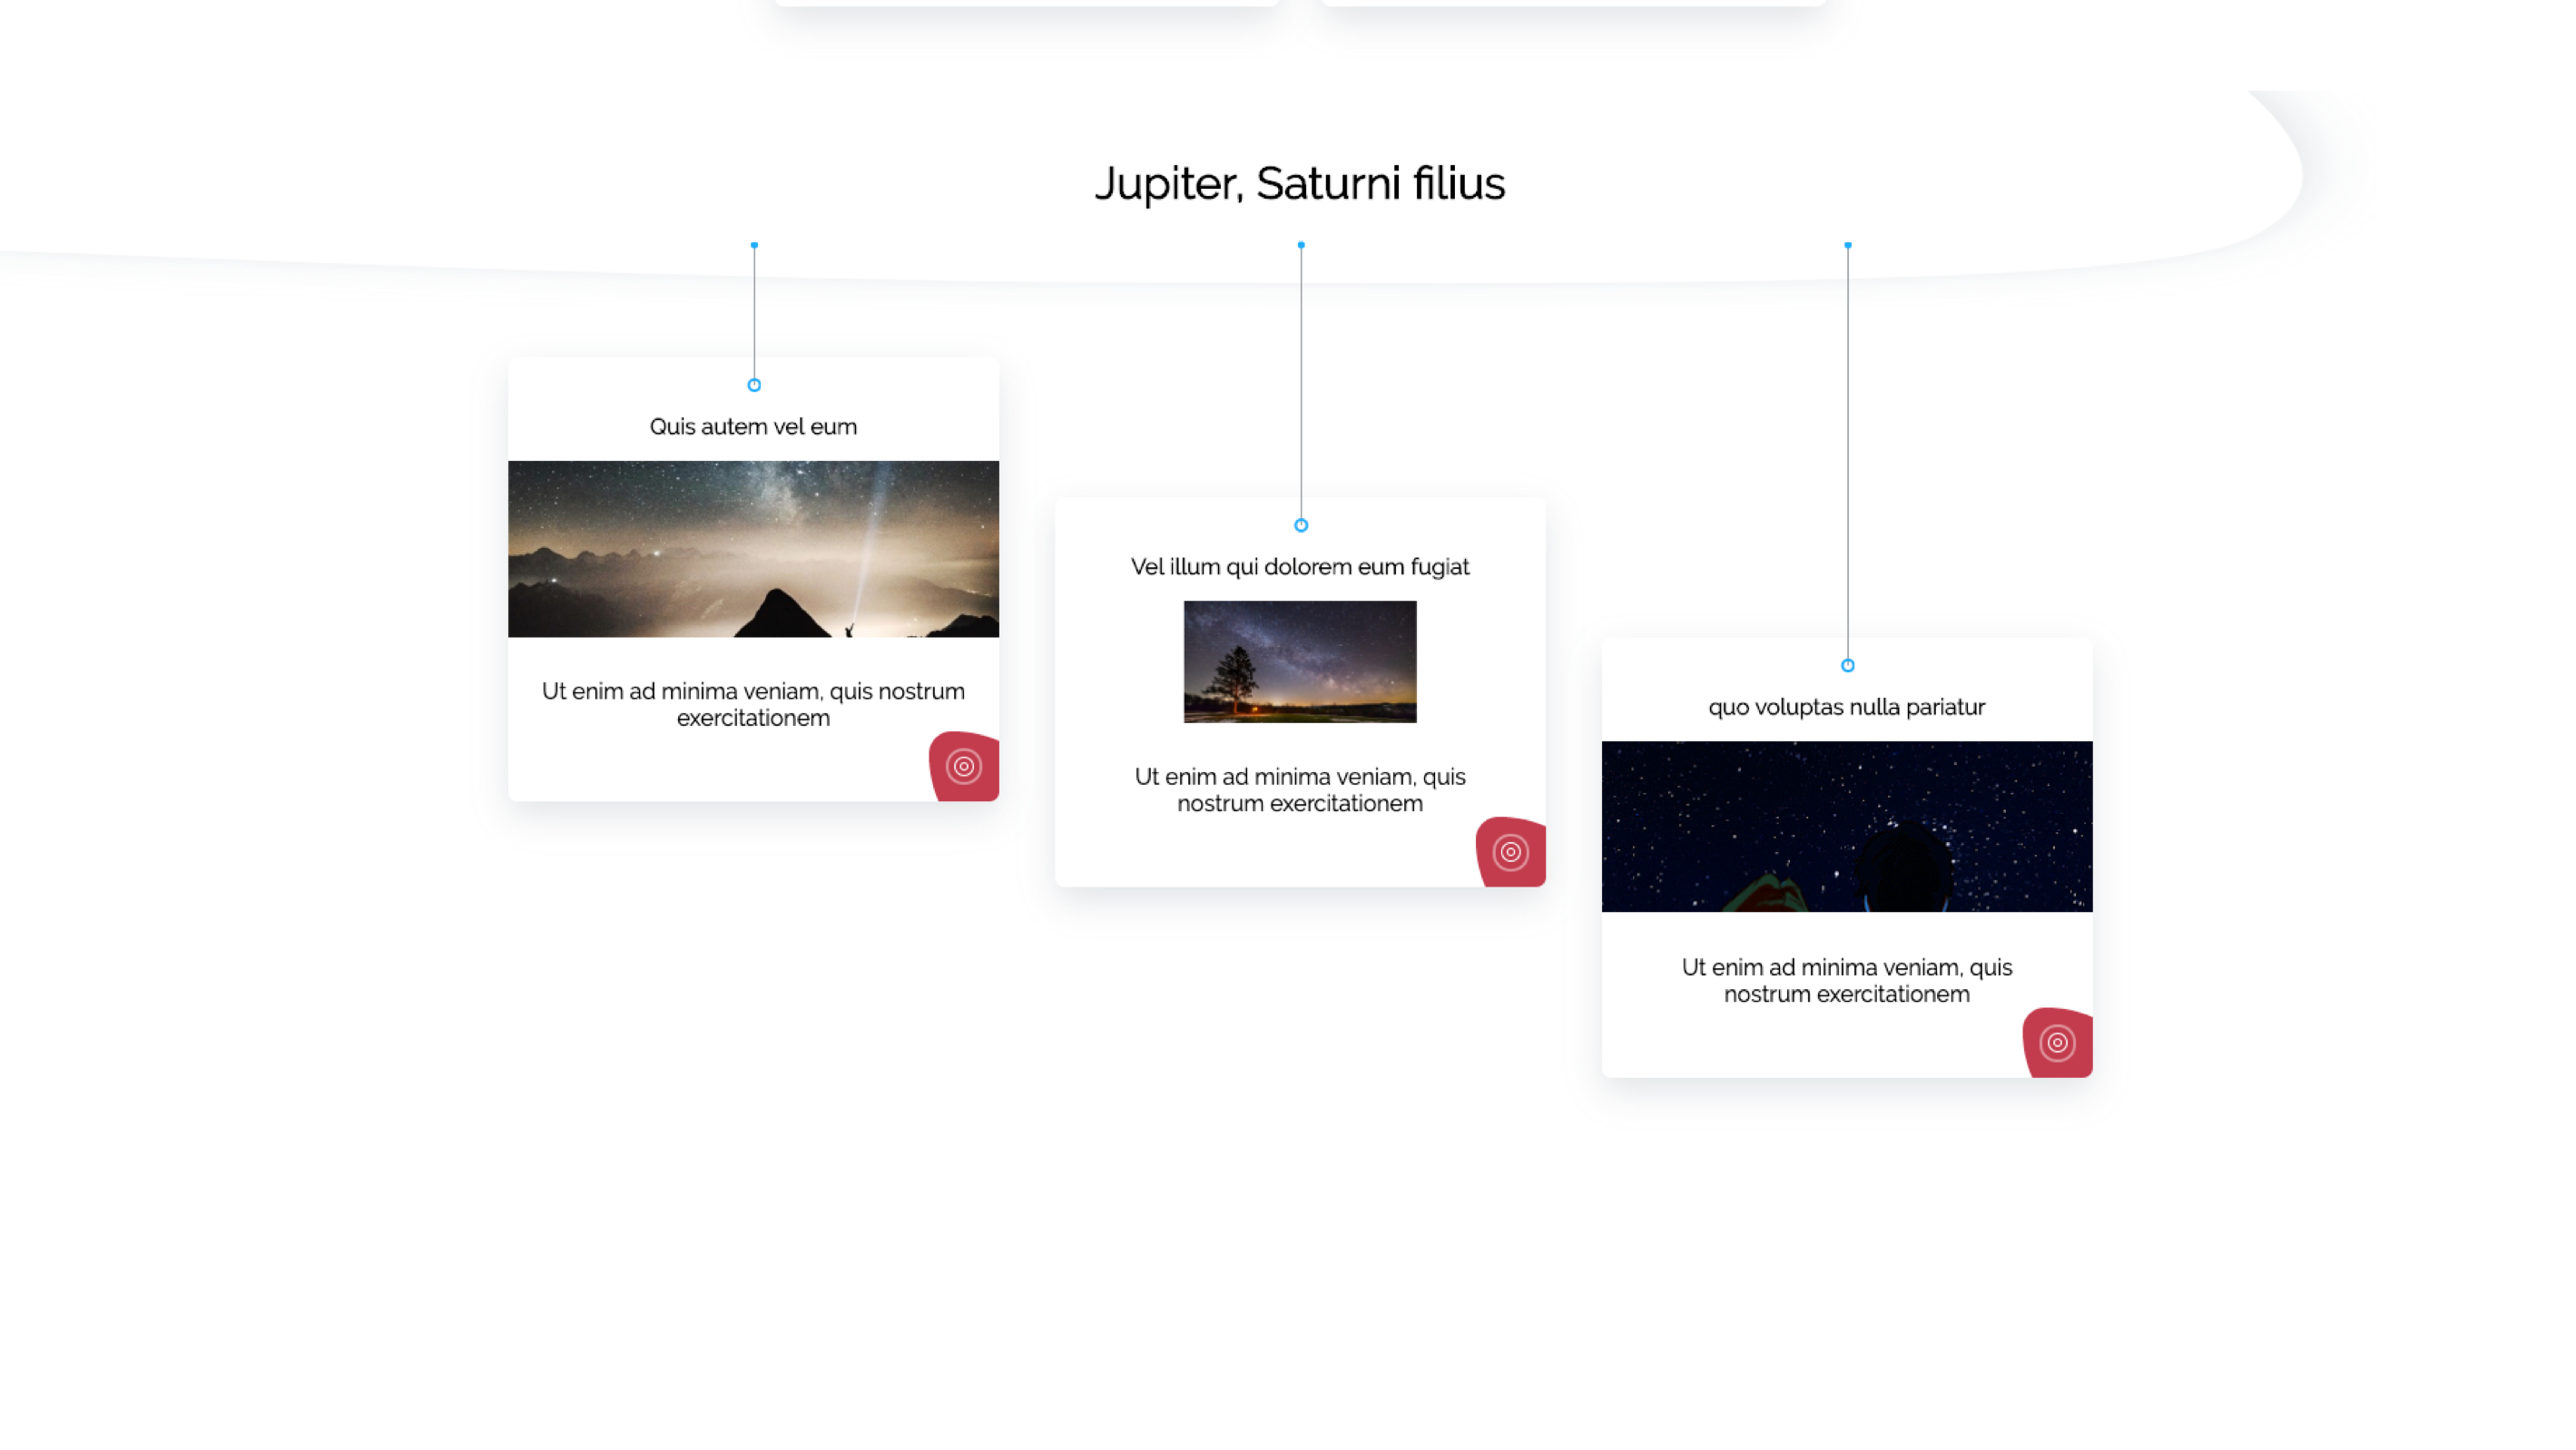 Jupiter, Saturni filius
Quis autem vel eum
Ut enim ad minima veniam, quis nostrum
exercitationem
Vel illum qui dolorem eum fugiat
Ut enim ad minima veniam, quis
nostrum exercitationem
quo voluptas nulla pariatur
Ut enim ad minima veniam, quis
nostrum exercitationem